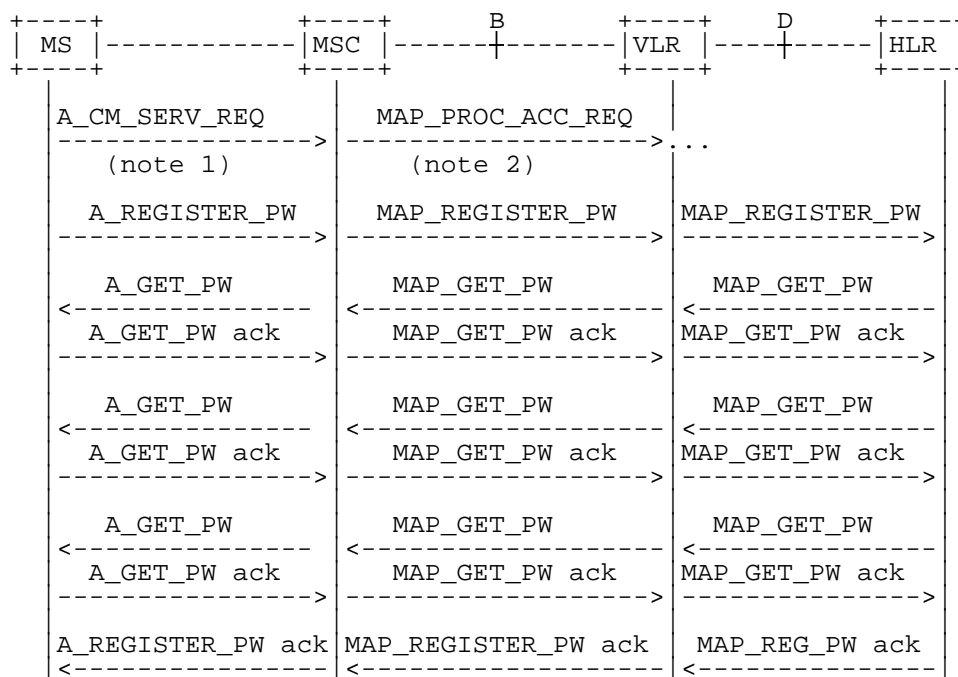 B D
MS MSC VLR HLR
A_CM_SERV_REQ MAP_PROC_ACC_REQ
...
(note 1) (note 2)
A_REGISTER_PW MAP_REGISTER_PW MAP_REGISTER_PW
A_GET_PW MAP_GET_PW MAP_GET_PW
A_GET_PW ack MAP_GET_PW ack MAP_GET_PW ack
A_GET_PW MAP_GET_PW MAP_GET_PW
A_GET_PW ack MAP_GET_PW ack MAP_GET_PW ack
A_GET_PW MAP_GET_PW MAP_GET_PW
A_GET_PW ack MAP_GET_PW ack MAP_GET_PW ack
A_REGISTER_PW ack MAP_REGISTER_PW ack MAP_REG_PW ack